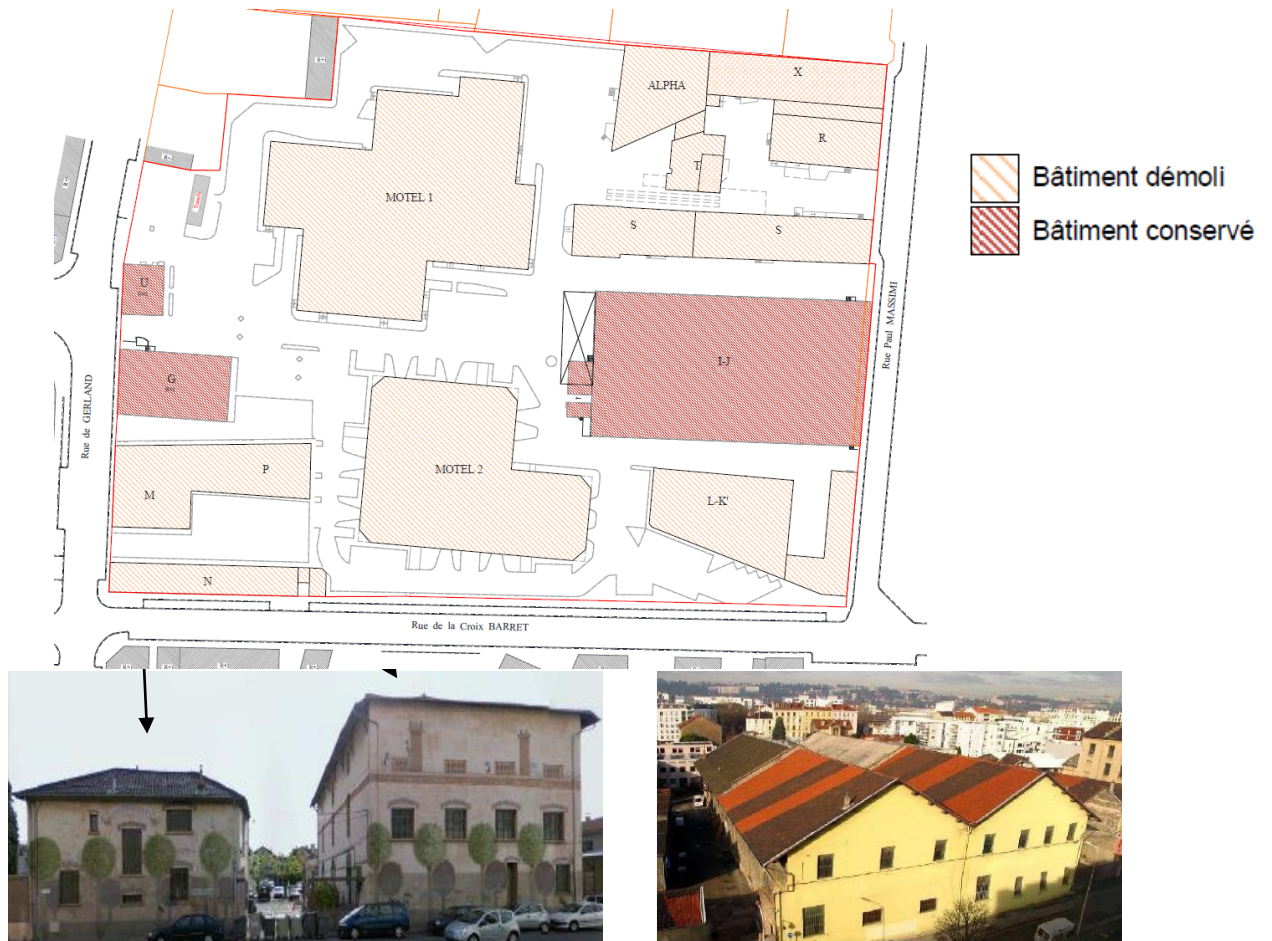 ALPHA
X
R
T
MOTEL 1
S
S
Bâtiment démoli
Bâtiment conservé
U
I-J
G
Rue Paul MASSIMI
Rue de GERLAND
P
M
MOTEL 2
L-K'
N
Rue de la Croix BARRET